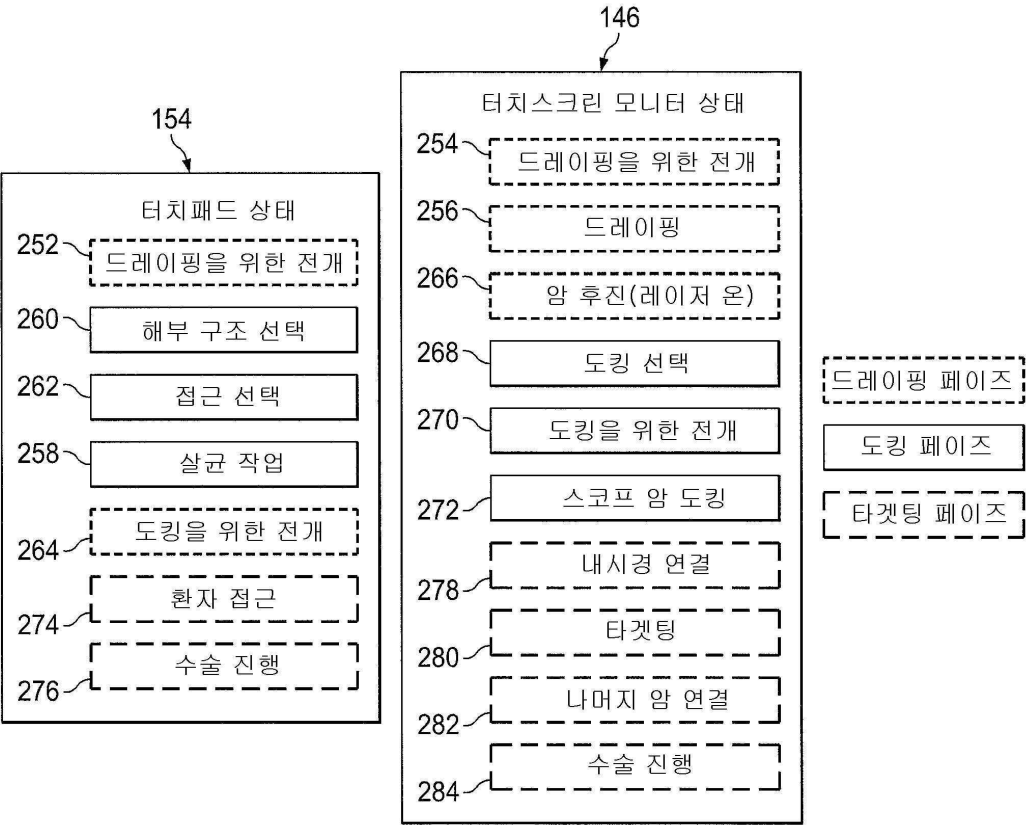 154
터치패드 상태
252
드레이핑을 위한 전개
260
해부 구조 선택
262
접근 선택
258
살균 작업
264
도킹을 위한 전개
274
환자 접근
276
수술 진행
146
터치스크린 모니터 상태
254
드레이핑을 위한 전개
256
드레이핑
266
암 후진(레이저 온)
268
도킹 선택
270
도킹을 위한 전개
272
스코프 암 도킹
278
내시경 연결
280
타겟팅
282
나머지 암 연결
284
수술 진행
드레이핑 페이즈
도킹 페이즈
타겟팅 페이즈